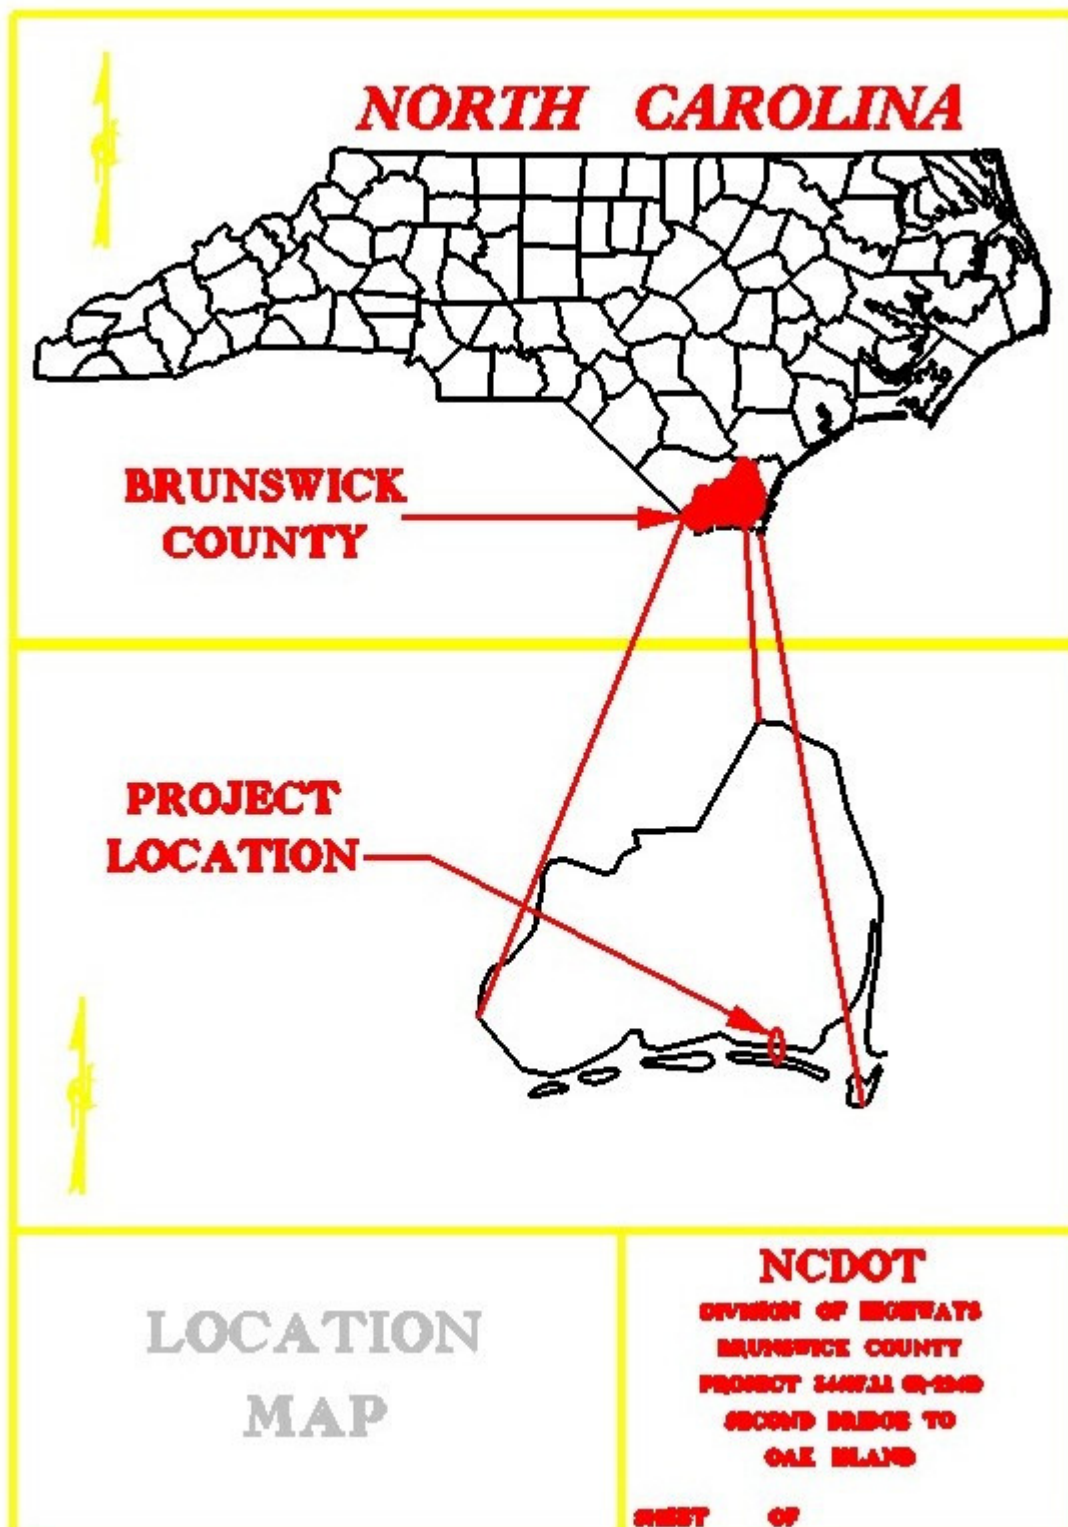 NORTH CAROLINA
BRUNSWICK
COUNTY
PROJECT
LOCATION
LOCATION
MAP
NCDOT
DIVISION OF HIGHWAYS
BRUNSWICK COUNTY
PROJECT
SECOND BRIDGE TO
OAK ISLAND
SHEET OF